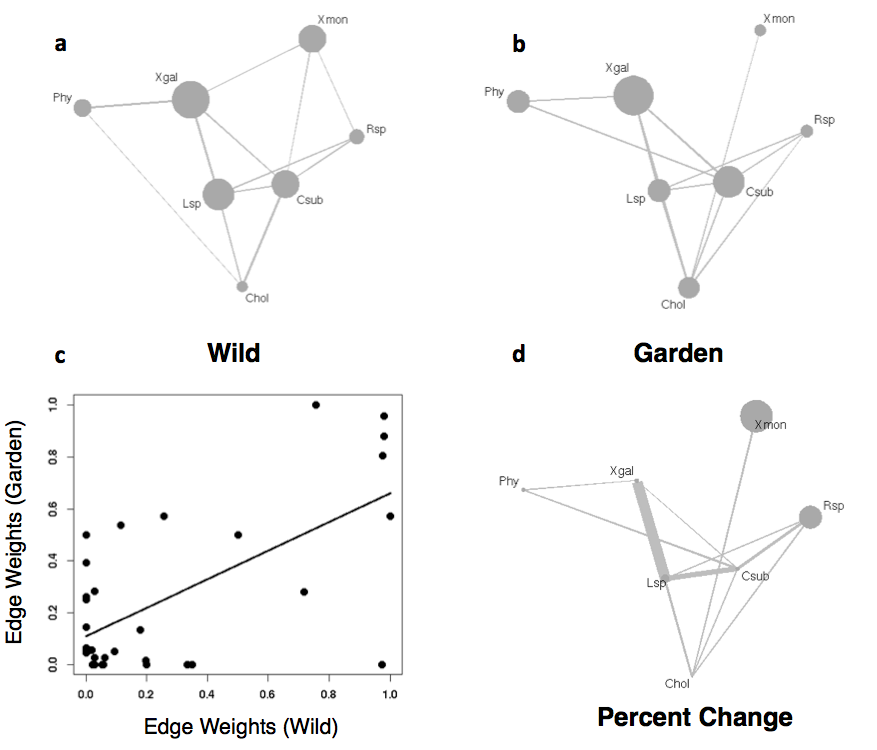 a
Xmon
Xgal
Phy
Rsp
Lsp
Csub
Chol
Wild
b
Xmon
Xgal
Phy
Rsp
Lsp
Csub
Chol
Garden
c
Edge Weights (Garden)
1.0
0.8
0.6
0.4
0.2
0.0
0.0 0.2 0.4 0.6 0.8 1.0
Edge Weights (Wild)
d
Xmon
Xgal
Phy
Rsp
Lsp
Csub
Chol
Percent Change